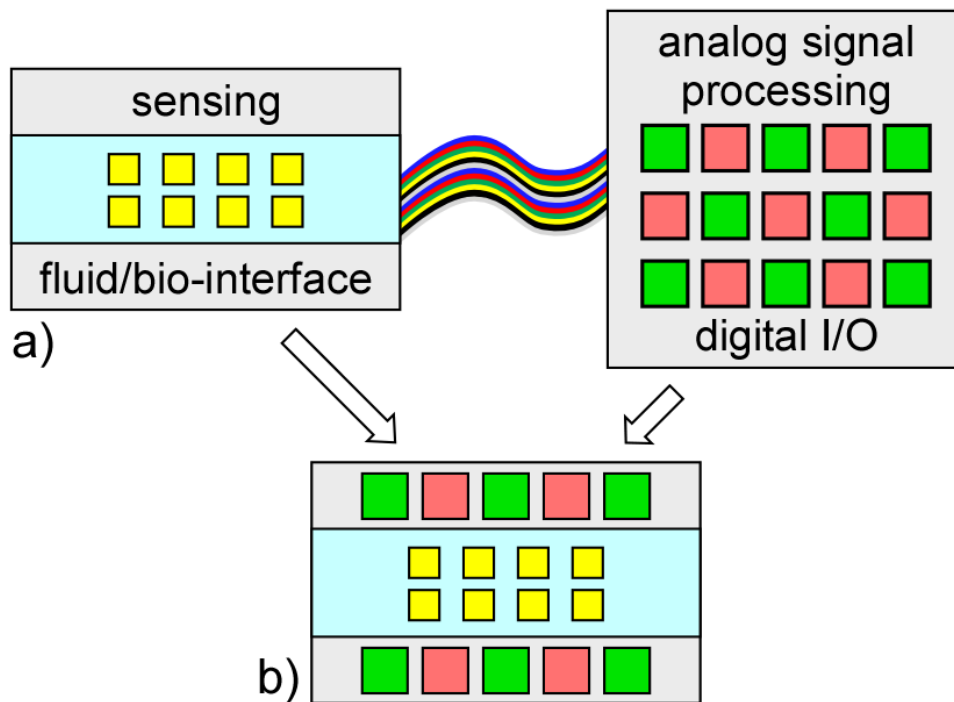 sensing
fluid/bio-interface
a)
analog signal
processing
digital I/O
b)